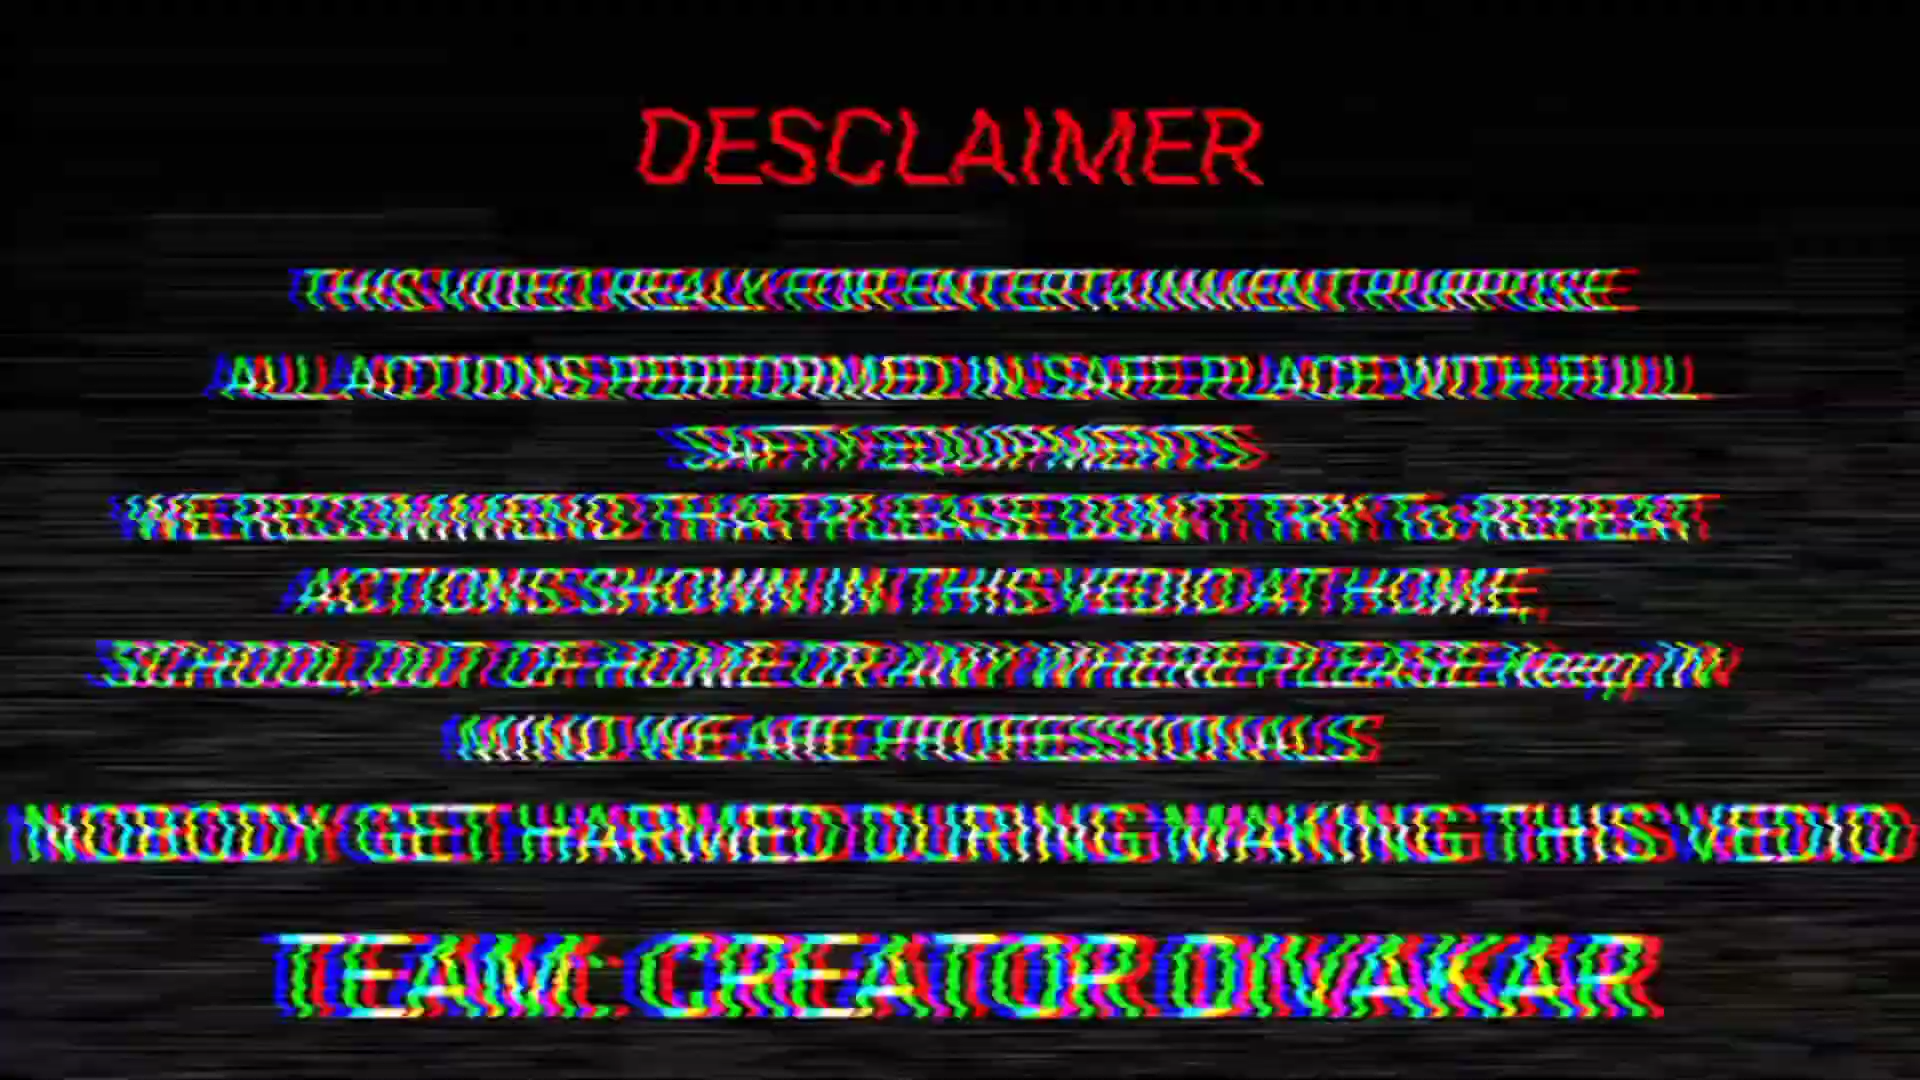 DESCLAIMER
THIS VIDEO REALY FOR ENTERTAINMENT PURPOSE
ALL ACTIONS PERFORMED IN SAFE PLACE WITH FULL
SAFTY EQUIPMENTS
WE RECOMMEND THAT PLEASE DON'T TRY To REPEAT
ACTIONS SHOWN IN THIS VEDIO AT HOME,
SCHOOL, OUT OF HOME OR ANY WHERE PLEASE Keep IN
MIND WE ARE PROFESSIONALS
NOBODY GET HARMED DURING MAKING THIS VEDIO
TEAM: CREATOR DIVAKAR